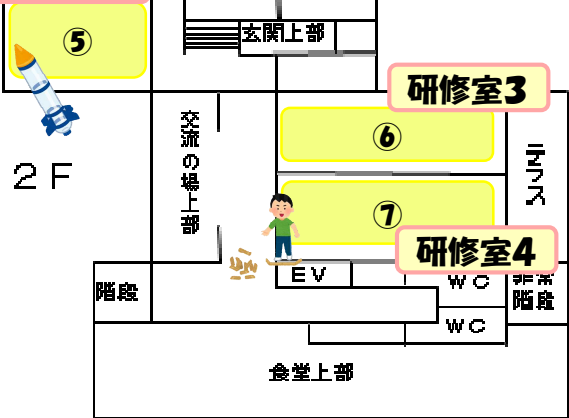 ⑤
玄関上部
研修室3
⑥
交流の場上部
テラス
2F
⑦
研修室4
EV
WC
階段
非常
階段
WC
食堂上部